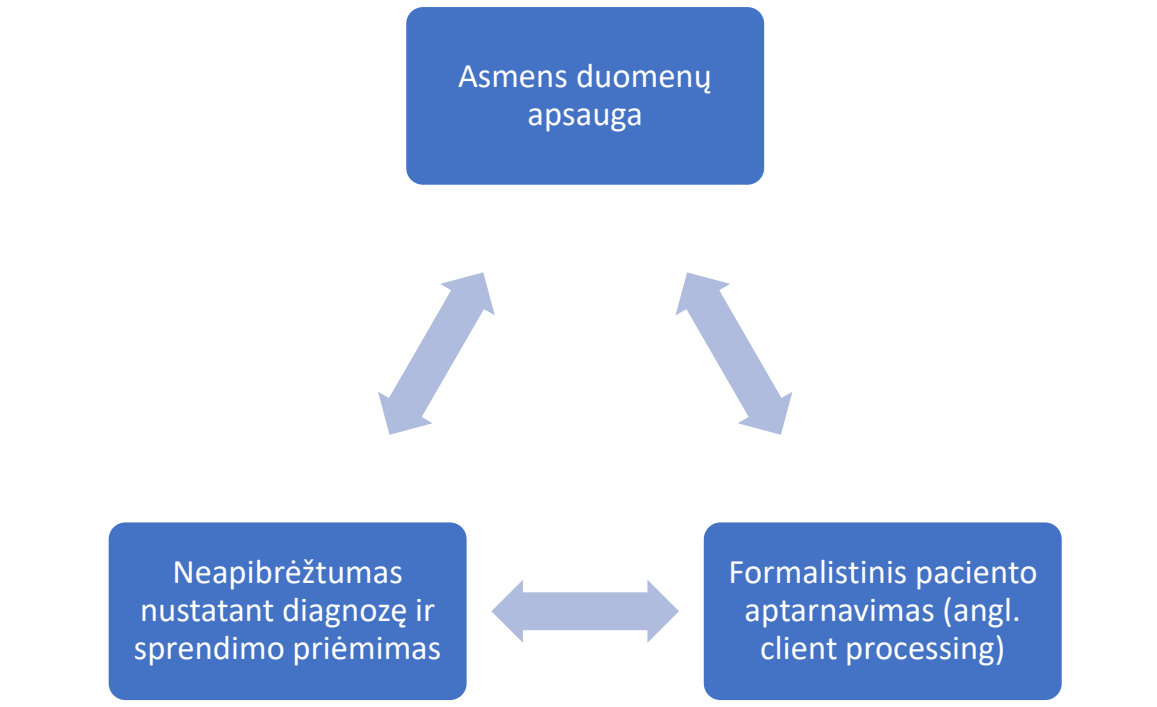 Asmens duomenų
apsauga
Neapibrėžtumas
nustatant diagnozę ir
sprendimo priėmimas
Formalistinis paciento
aptarnavimas (angl.
client processing)